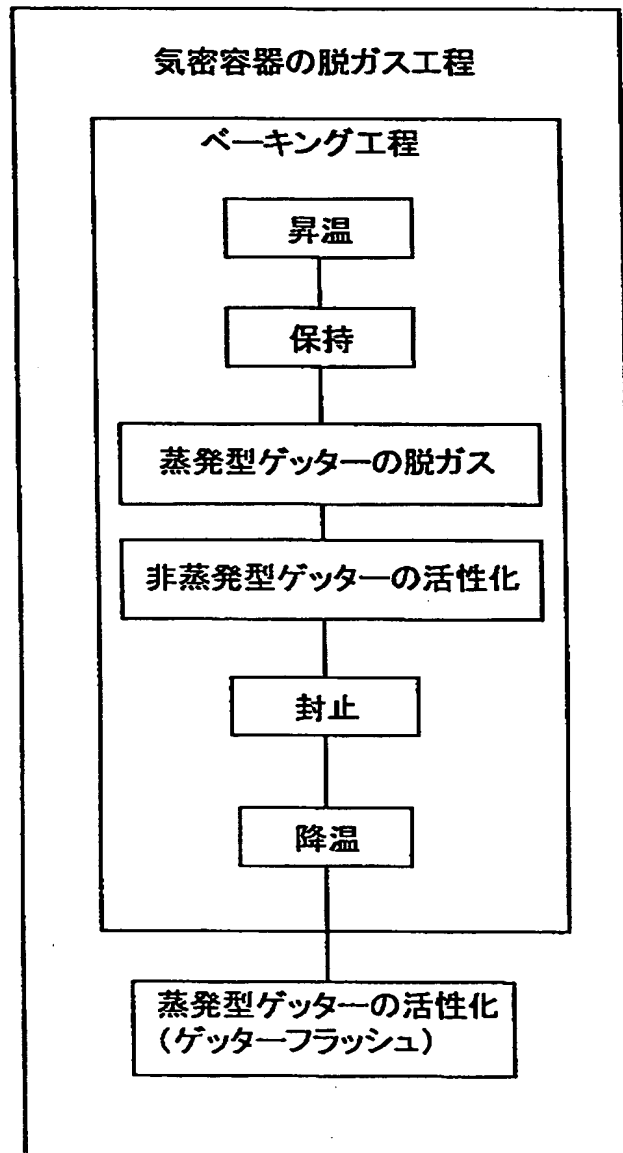 気密容器の脱ガス工程
ベーキング工程
昇温
保持
蒸発型ゲッターの脱ガス
非蒸発型ゲッターの活性化
封止
降温
蒸発型ゲッターの活性化
（ゲッターフラッシュ）